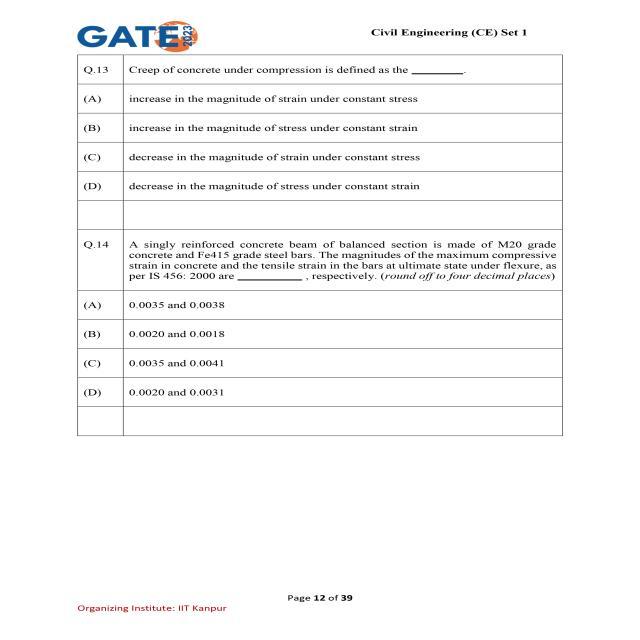 GATE 2023
Civil Engineering (CE) Set 1
Q.13 Creep of concrete under compression is defined as the ________.
(A) increase in the magnitude of strain under constant stress
(B) increase in the magnitude of stress under constant strain
(C) decrease in the magnitude of strain under constant stress
(D) decrease in the magnitude of stress under constant strain
Q.14 A singly reinforced concrete beam of balanced section is made of M20 grade
concrete and Fe415 grade steel bars. The magnitudes of the maximum compressive
strain in concrete and the tensile strain in the bars at ultimate state under flexure, as
per IS 456: 2000 are __________ , respectively. (round off to four decimal places)
(A) 0.0035 and 0.0038
(B) 0.0020 and 0.0018
(C) 0.0035 and 0.0041
(D) 0.0020 and 0.0031
Page 12 of 39
Organizing Institute: IIT Kanpur